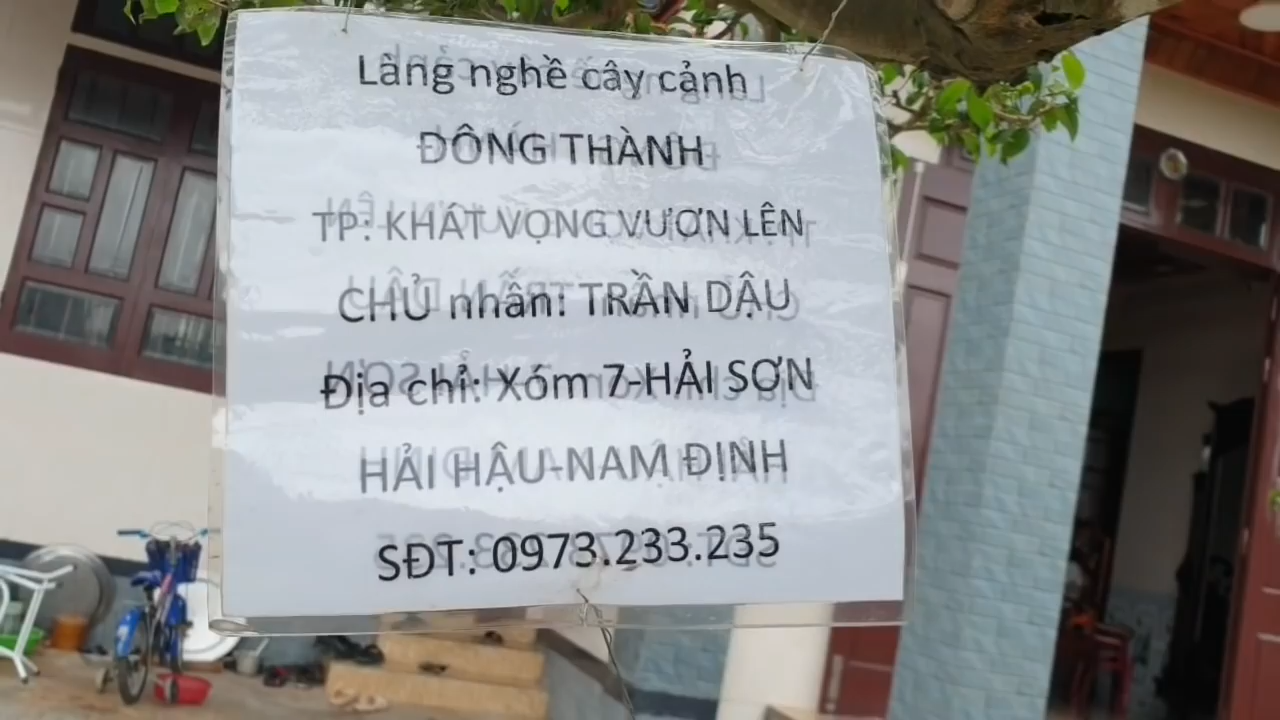 Làng nghề cây cảnh
ĐÔNG THÀNH
TP: KHÁT VỌNG VƯƠN LÊN
CHỦ nhân: TRẦN DẬU
Địa chỉ: Xóm 7-HẢI SƠN
HẢI HẬU-NAM ĐỊNH
SĐT: 0973.233.235